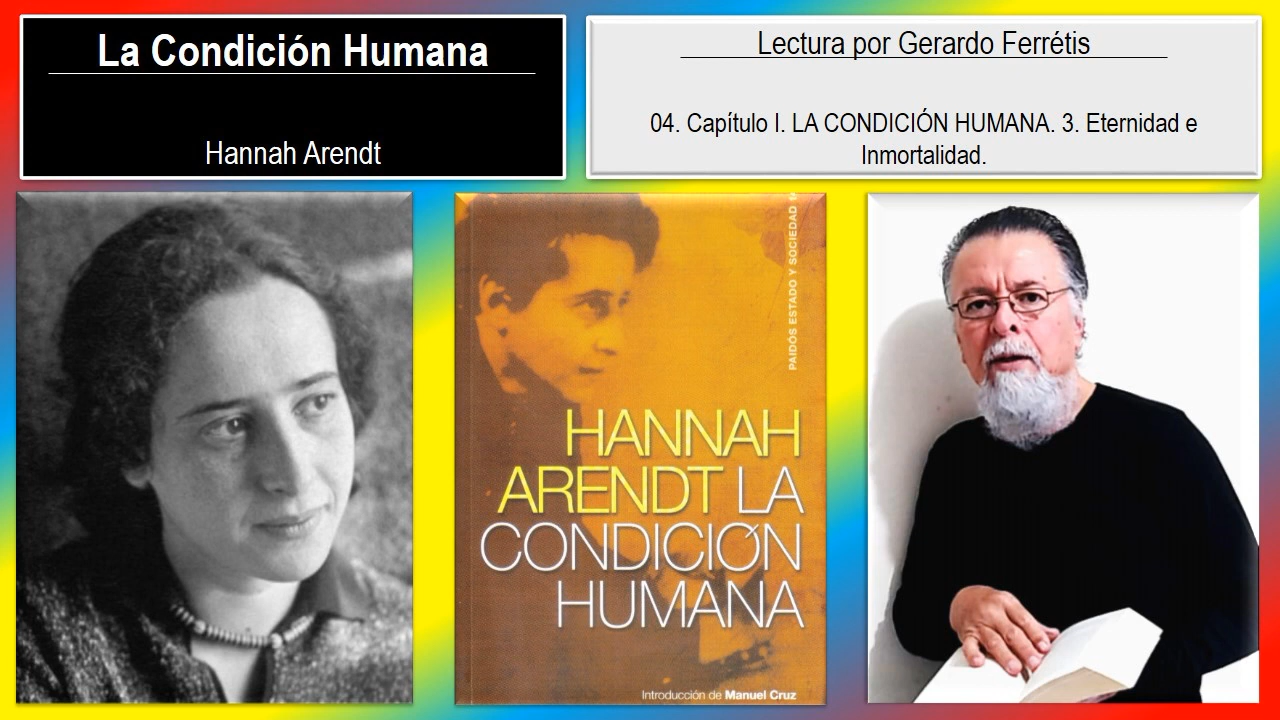 La Condición Humana
Hannah Arendt
Lectura por Gerardo Ferrétis
04. Capítulo I. LA CONDICIÓN HUMANA. 3. Eternidad e
Inmortalidad.
PAIDÓS ESTADO Y SOCIEDAD
HANNAH
ARENDT LA
CONDICIÓN
HUMANA
Introducción de Manuel Cruz